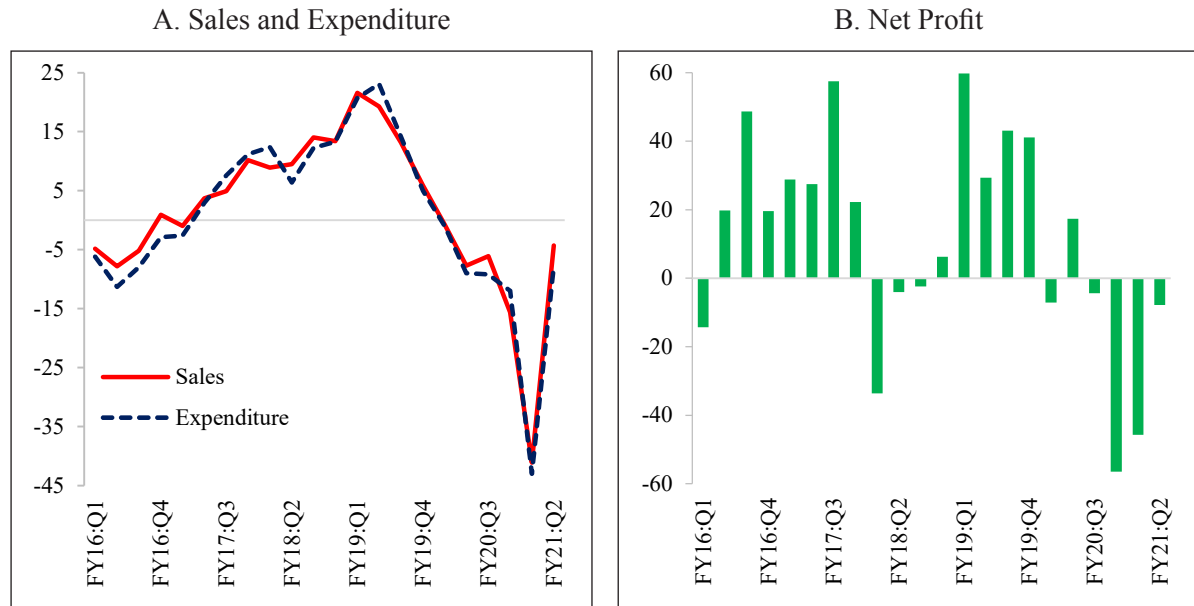 A. Sales and Expenditure
25
15
5
-5
-15
-25
-35
-45
Sales
Expenditure
FY16:Q1
FY16:Q4
FY17:Q3
FY18:Q2
FY19:Q1
FY19:Q4
FY20:Q3
FY21:Q2
B. Net Profit
60
40
20
0
-20
-40
-60
FY16:Q1
FY16:Q4
FY17:Q3
FY18:Q2
FY19:Q1
FY19:Q4
FY20:Q3
FY21:Q2